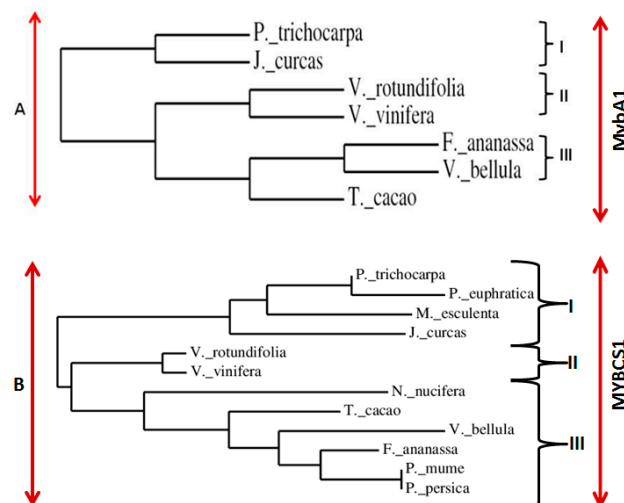 P._trichocarpa
J._curcas
I
V._rotundifolia
V._vinifera
II
F._ananassa
V._bellula
III
T._cacao
A
MybA1
P._trichocarpa
P._euphratica
M._esculenta
J._curcas
I
V._rotundifolia
V._vinifera
II
N._nucifera
T._cacao
V._bellula
F._ananassa
P._mume
P._persica
III
B
MYBCS1